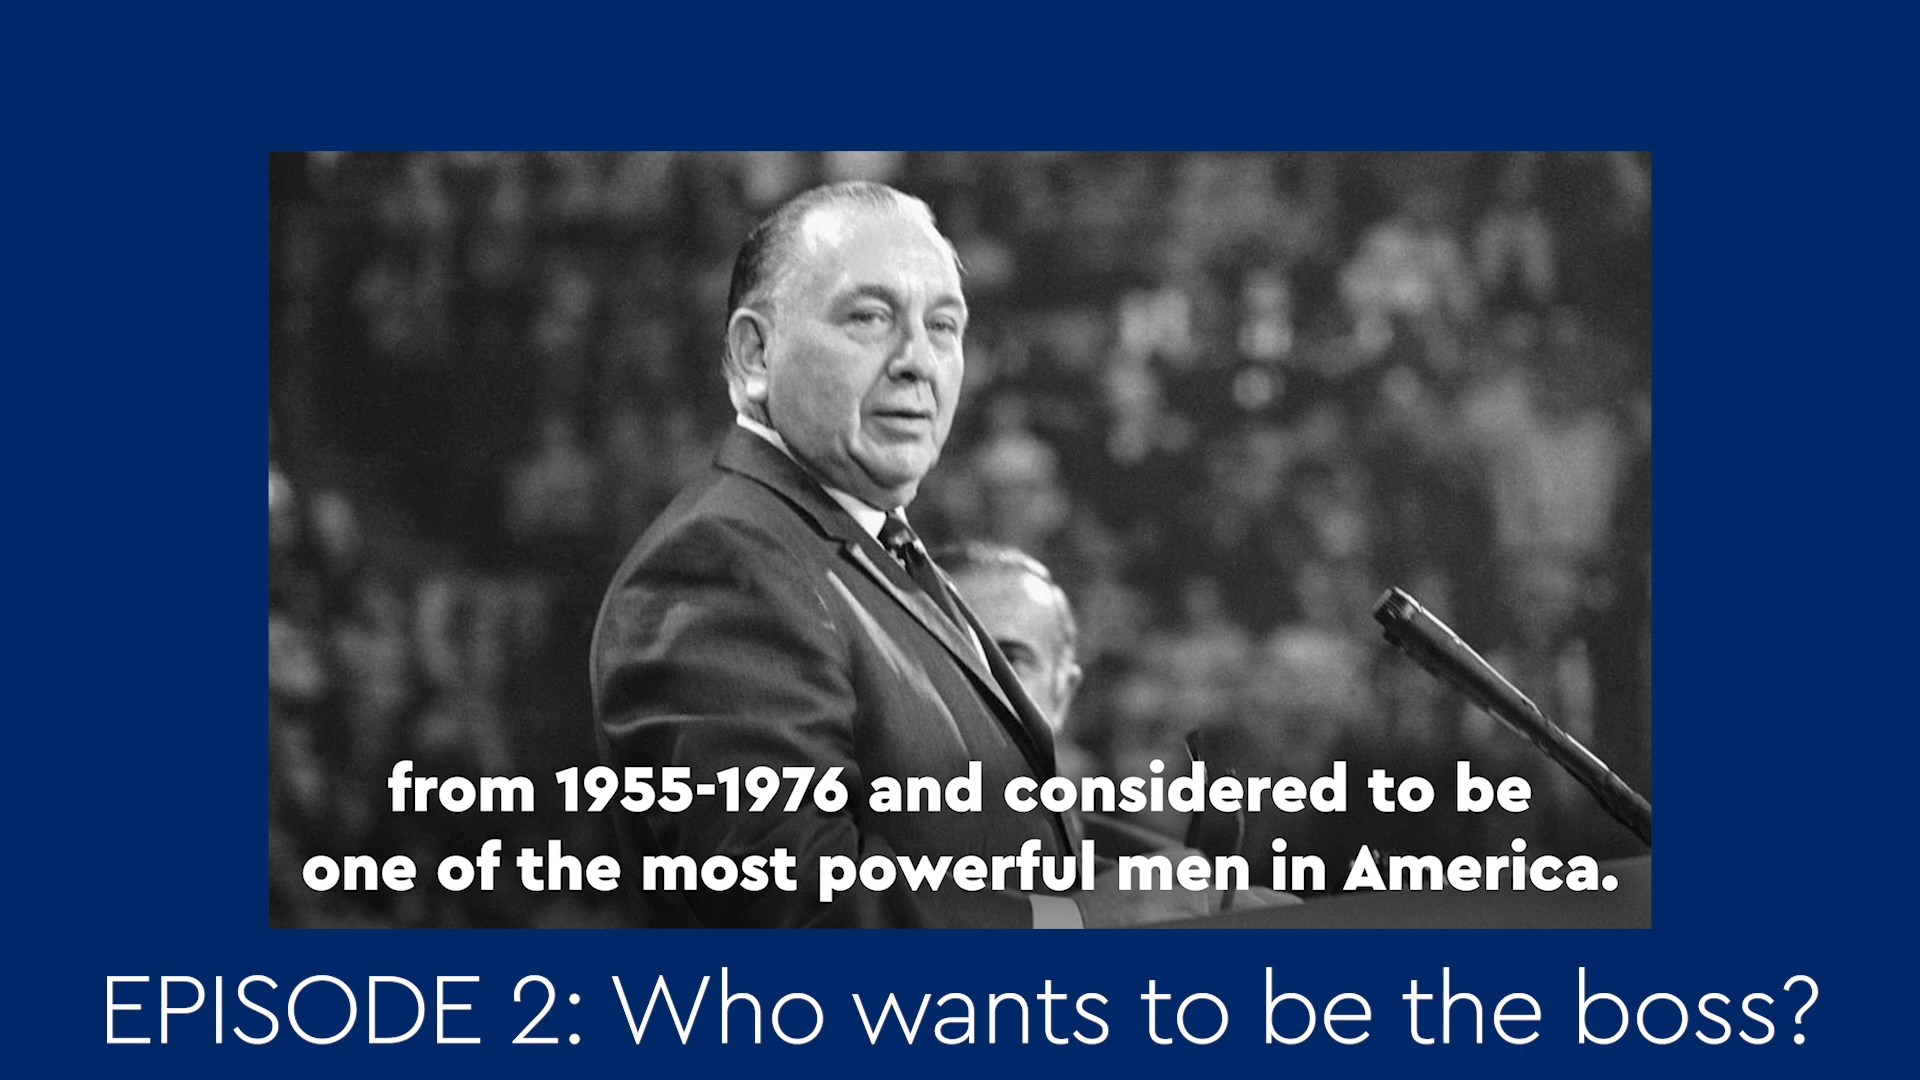 from 1955-1976 and considered to be
one of the most powerful men in America.
EPISODE 2: Who wants to be the boss?